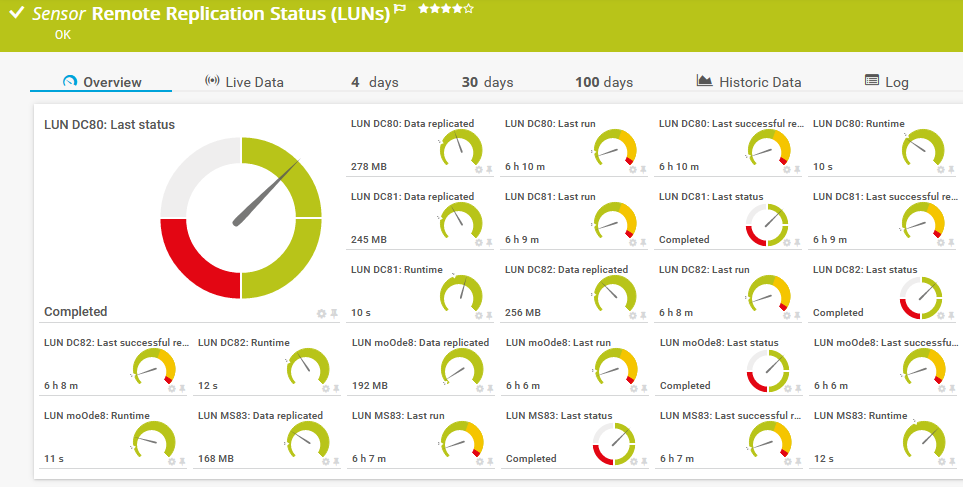 Sensor Remote Replication Status (LUNs)
OK
Overview
Live Data
4 days
30 days
100 days
Historic Data
Log
LUN DC80: Last status
Completed
LUN DC80: Data replicated
278 MB
LUN DC80: Last run
6 h 10 m
LUN DC80: Last successful re...
6 h 10 m
LUN DC80: Runtime
10 s
LUN DC81: Data replicated
245 MB
LUN DC81: Last run
6 h 9 m
LUN DC81: Last status
Completed
LUN DC81: Last successful re...
6 h 9 m
LUN DC81: Runtime
10 s
LUN DC82: Data replicated
256 MB
LUN DC82: Last run
6 h 8 m
LUN DC82: Last status
Completed
LUN DC82: Last successful re...
6 h 8 m
LUN DC82: Runtime
12 s
LUN moOde8: Data replicated
192 MB
LUN moOde8: Last run
6 h 6 m
LUN moOde8: Last status
Completed
LUN moOde8: Last successfu...
6 h 6 m
LUN moOde8: Runtime
11 s
LUN MS83: Data replicated
168 MB
LUN MS83: Last run
6 h 7 m
LUN MS83: Last status
Completed
LUN MS83: Last successful r...
6 h 7 m
LUN MS83: Runtime
12 s